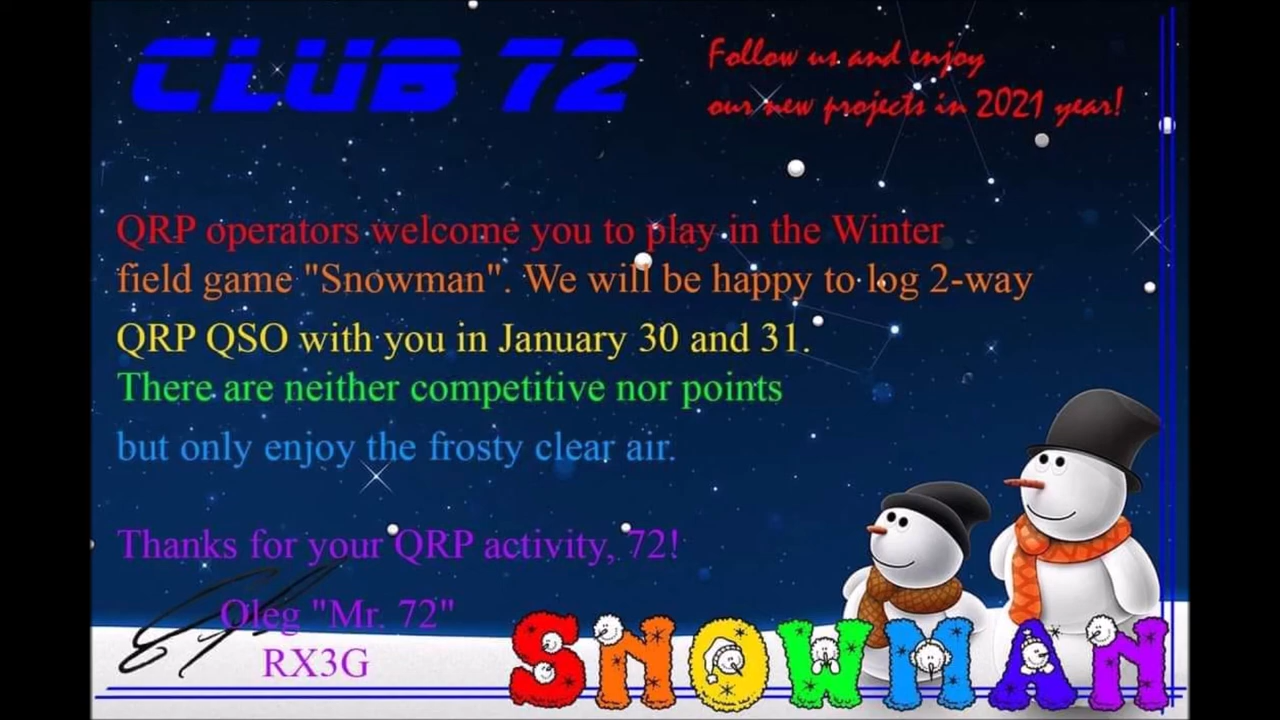 CLUB 72
Follow us and enjoy
our new projects in 2021 year!
QRP operators welcome you to play in the Winter
field game "Snowman". We will be happy to log 2-way
QRP QSO with you in January 30 and 31.
There are neither competitive nor points
but only enjoy the frosty clear air.
Thanks for your QRP activity, 72!
Oleg "Mr. 72"
RX3G
SNOWMAN